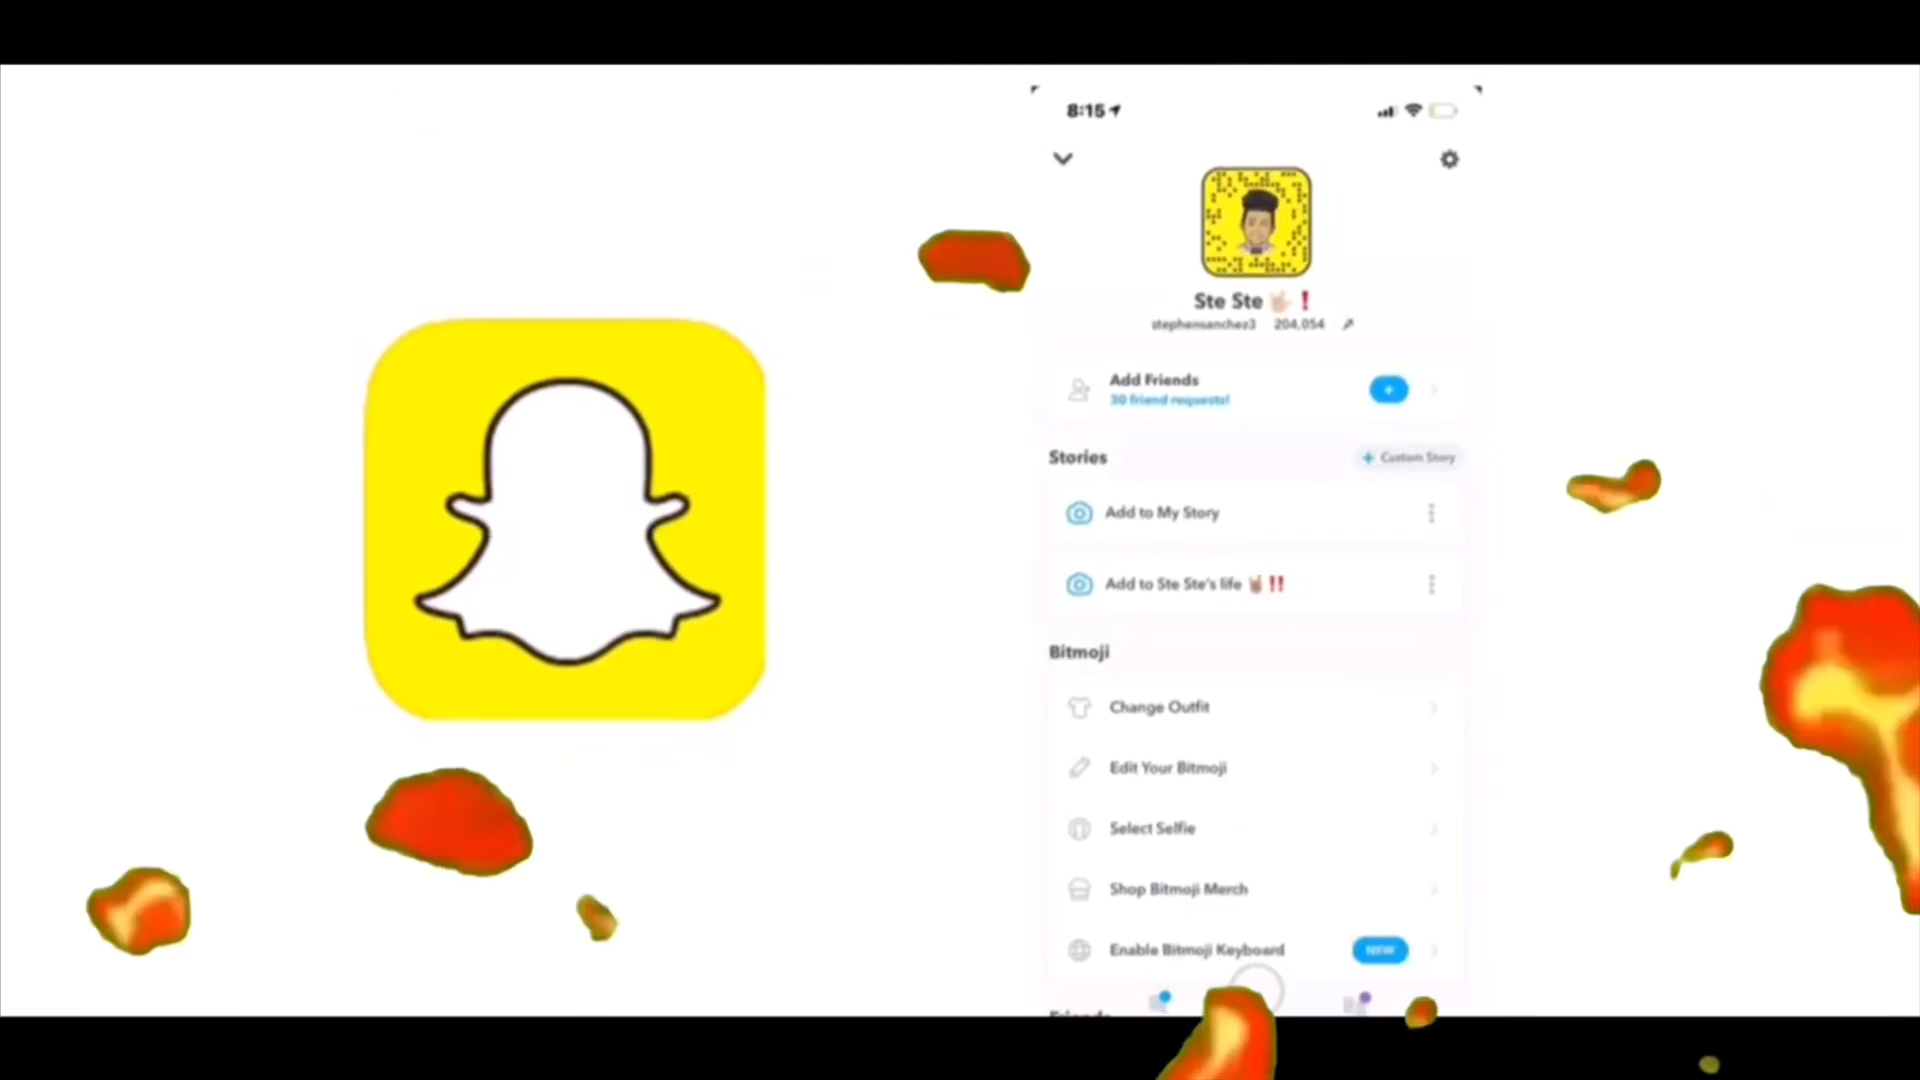 8:15
Ste Ste 🤟🏻❗
stephensanchez3 204,054
Add Friends
30 friend requests!
Stories
+ Custom Story
Add to My Story
Add to Ste Ste's life 🤟🏽‼️
Bitmoji
Change Outfit
Edit Your Bitmoji
Select Selfie
Shop Bitmoji Merch
Enable Bitmoji Keyboard
NEW